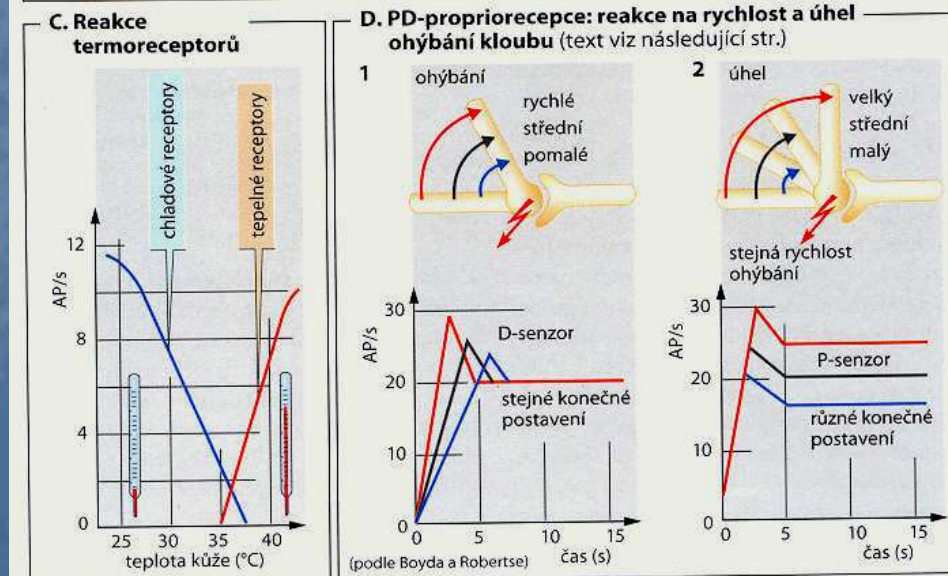 C. Reakce
termoreceptorů
chladové receptory
tepelné receptory
AP/s
12
8
4
0
25
30
35
40
teplota kůže (°C)
D. PD-propriorecepce: reakce na rychlost a úhel
ohýbání kloubu (text viz následující str.)
1
ohýbání
rychlé
střední
pomalé
AP/s
30
20
10
0
D-senzor
stejné konečné
postavení
0
5
10
15
čas (s)
(podle Boyda a Robertse)
2
úhel
velký
střední
malý
stejná rychlost
ohýbání
AP/s
30
20
10
0
P-senzor
různé konečné
postavení
0
5
10
15
čas (s)